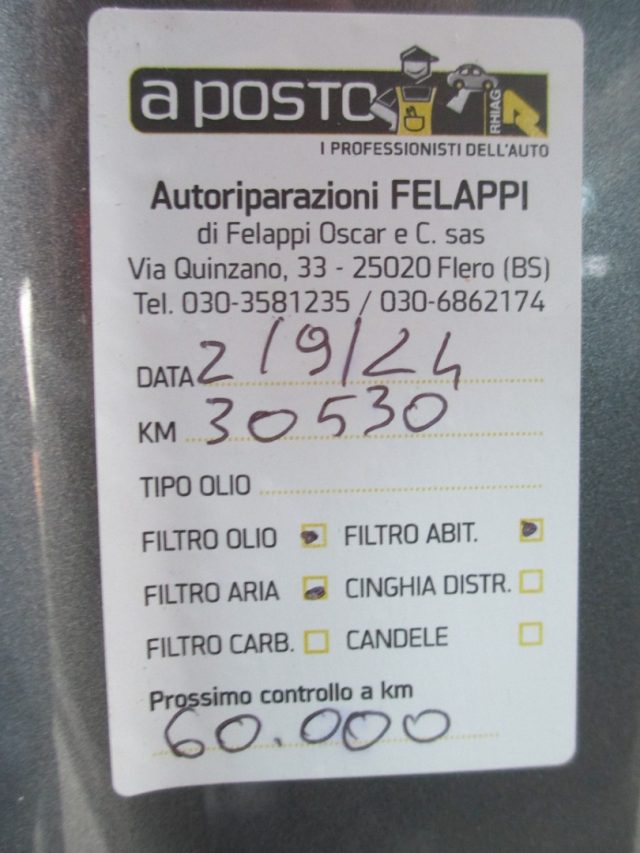 a posto
RHIAG
I PROFESSIONISTI DELL'AUTO
Autoriparazioni FELAPPI
di Felappi Oscar e C. sas
Via Quinzano, 33 - 25020 Flero (BS)
Tel. 030-3581235 / 030-6862174
DATA 2/9/24
KM 30530
TIPO OLIO
FILTRO OLIO FILTRO ABIT.
FILTRO ARIA CINGHIA DISTR.
FILTRO CARB. CANDELE
Prossimo controllo a km
60.000